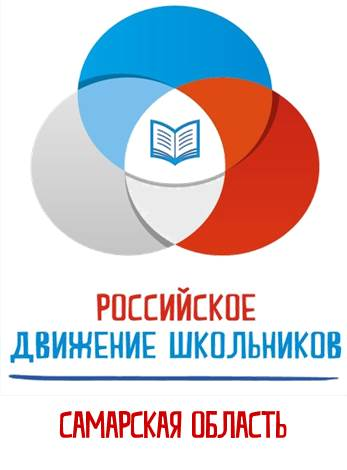 РОССИЙСКОЕ
ДВИЖЕНИЕ ШКОЛЬНИКОВ
САМАРСКАЯ ОБЛАСТЬ